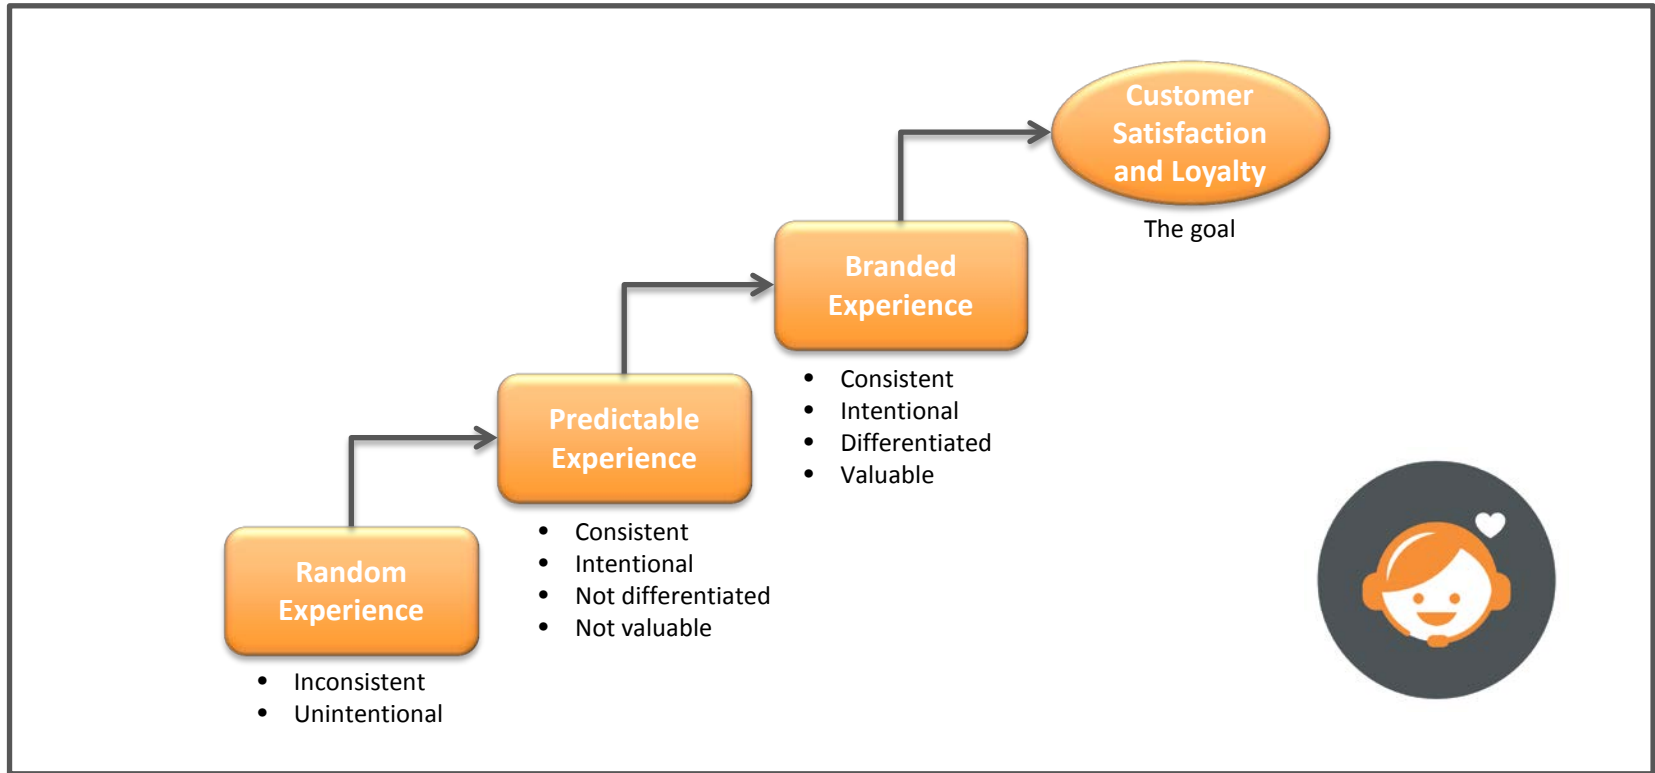 Customer
Satisfaction
and Loyalty
The goal
Branded
Experience
• Consistent
• Intentional
• Differentiated
• Valuable
Predictable
Experience
• Consistent
• Intentional
• Not differentiated
• Not valuable
Random
Experience
• Inconsistent
• Unintentional